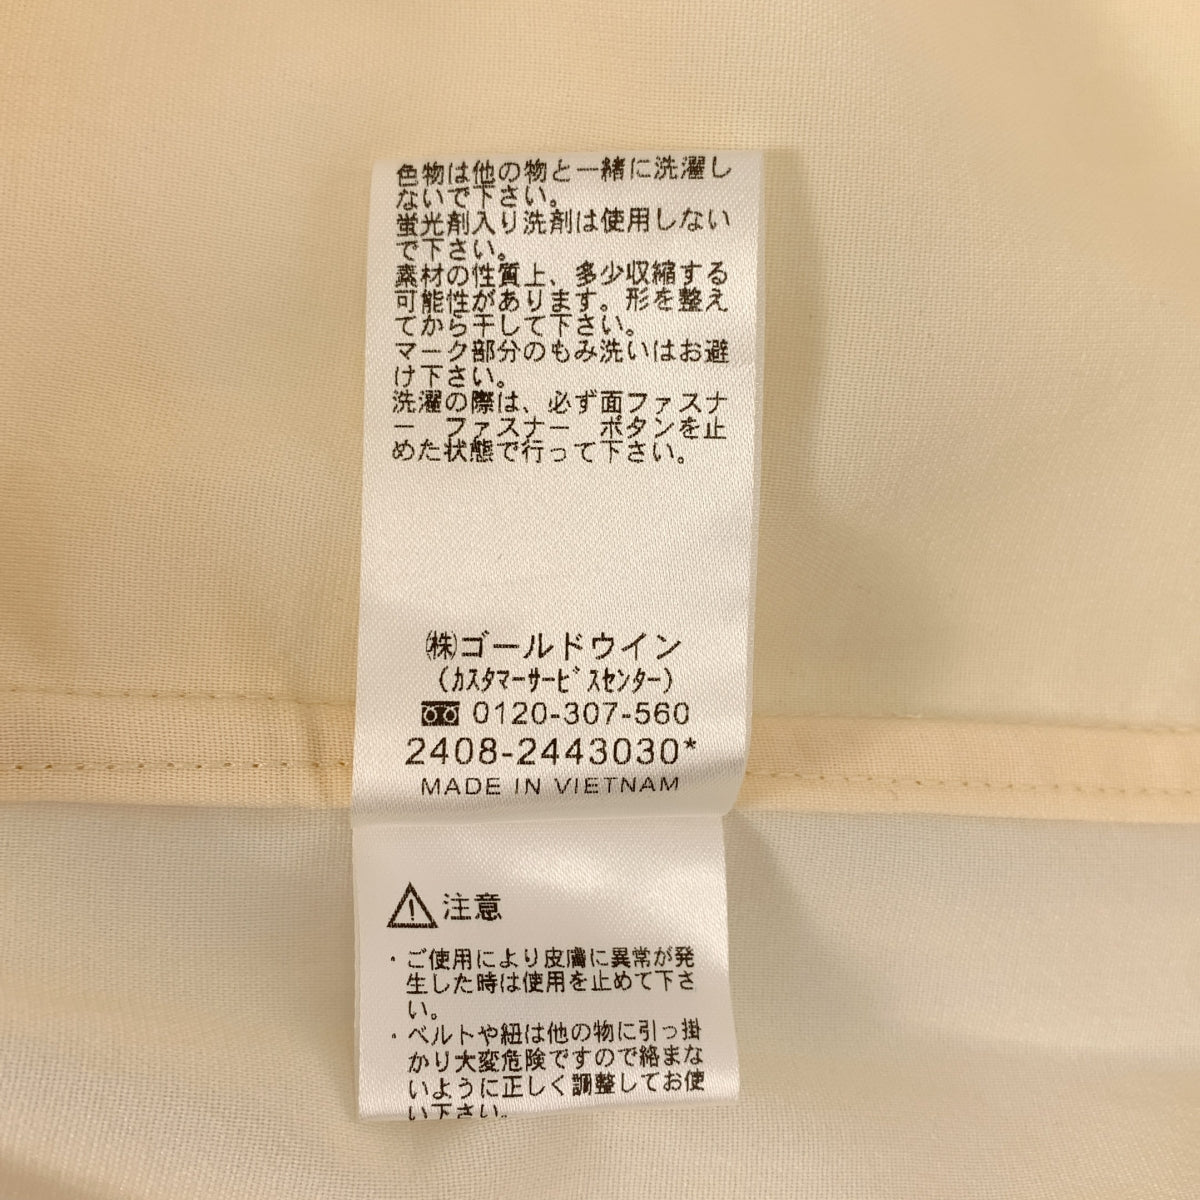 色物は他の物と一緒に洗濯し
ないで下さい。
蛍光剤入り洗剤は使用しない
で下さい。
素材の性質上、多少収縮する
可能性があります。形を整え
てから干して下さい。
マーク部分のもみ洗いはお避
け下さい。
洗濯の際は、必ず面ファスナ
ー　ファスナー　ボタンを止
めた状態で行って下さい。
㈱ゴールドウイン
(ｶｽﾀﾏｰｻｰﾋﾞｽｾﾝﾀｰ)
0120-307-560
2408-2443030*
MADE IN VIETNAM
⚠注意
・ご使用により皮膚に異常が発
生した時は使用を止めて下さ
い。
・ベルトや紐は他の物に引っ掛
かり大変危険ですので絡まな
いように正しく調整してお使
い下さい。